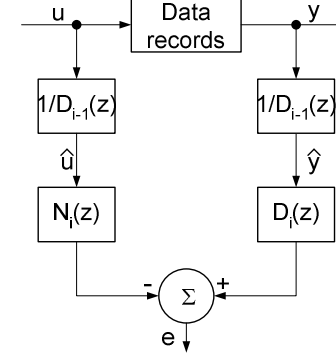 u
Data
records
y
1/D_{i-1}(z)
1/D_{i-1}(z)
û
ŷ
N_i(z)
D_i(z)
-
+
Σ
e